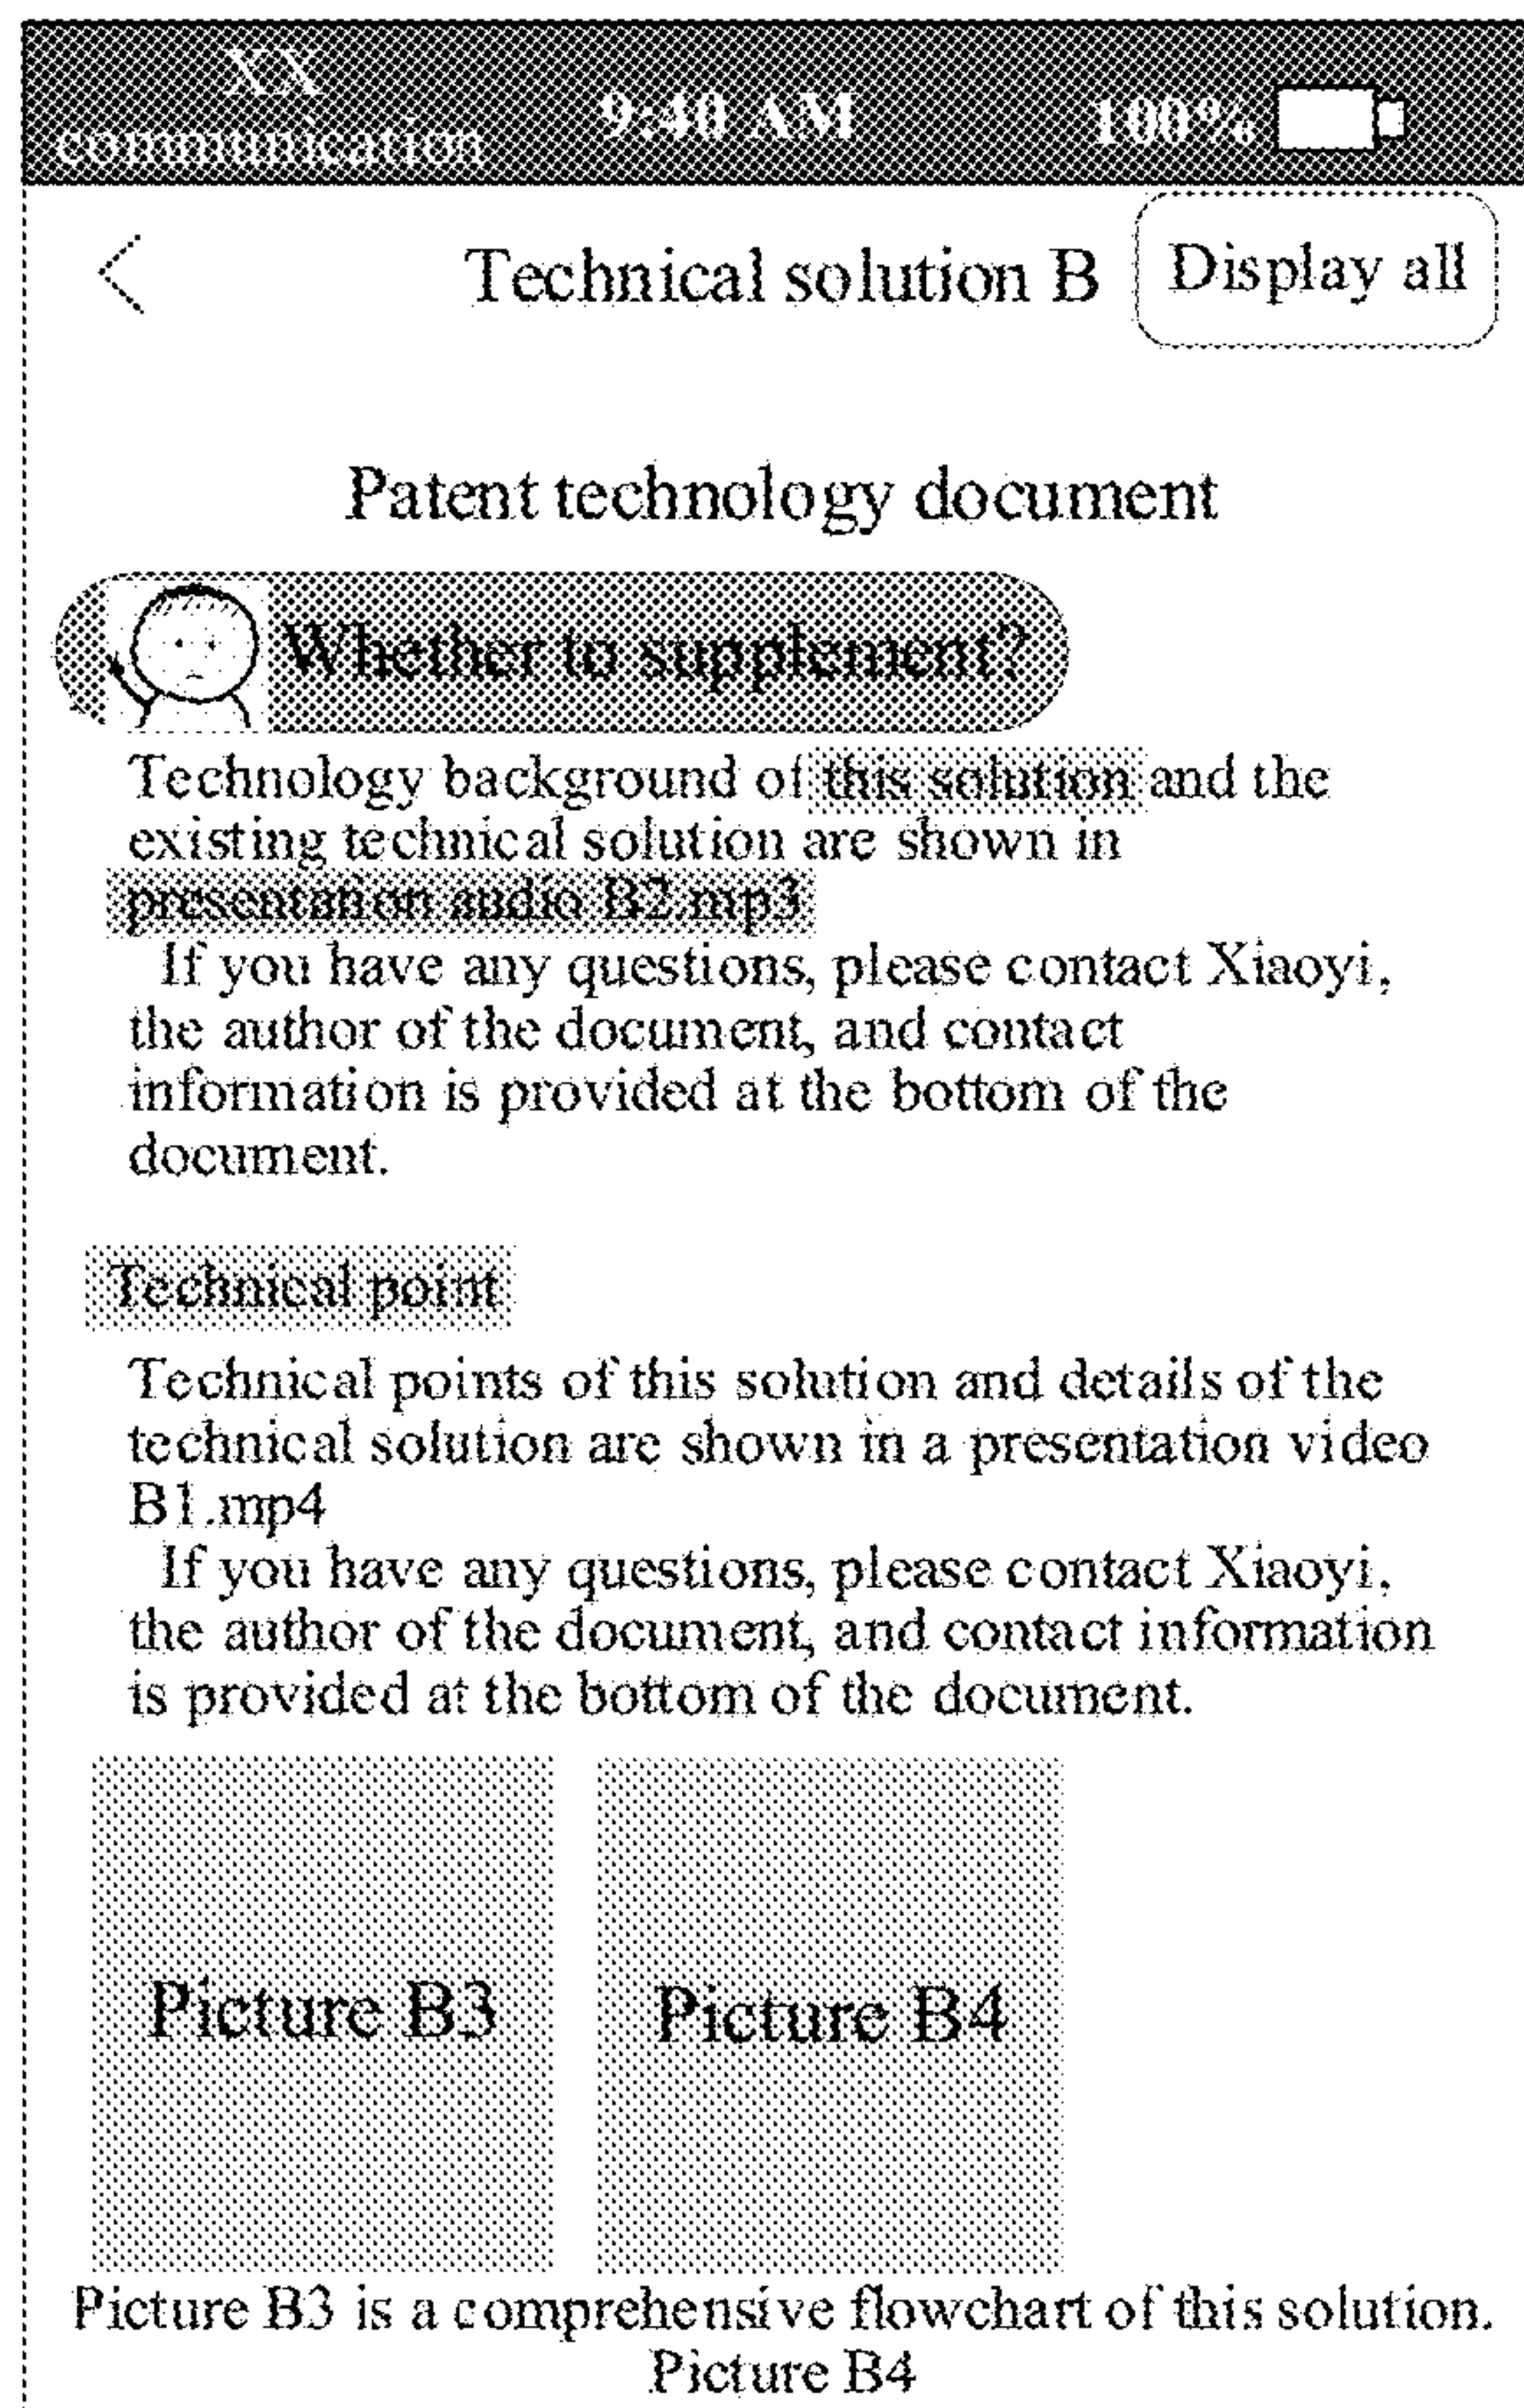 XX
communication 9:40 AM 100%
< Technical solution B Display all
Patent technology document
Whether to supplement?
Technology background of this solution and the
existing technical solution are shown in
presentation audio B2.mp3
If you have any questions, please contact Xiaoyi,
the author of the document, and contact
information is provided at the bottom of the
document.
Technical point
Technical points of this solution and details of the
technical solution are shown in a presentation video
B1.mp4
If you have any questions, please contact Xiaoyi,
the author of the document, and contact information
is provided at the bottom of the document.
Picture B3 Picture B4
Picture B3 is a comprehensive flowchart of this solution.
Picture B4